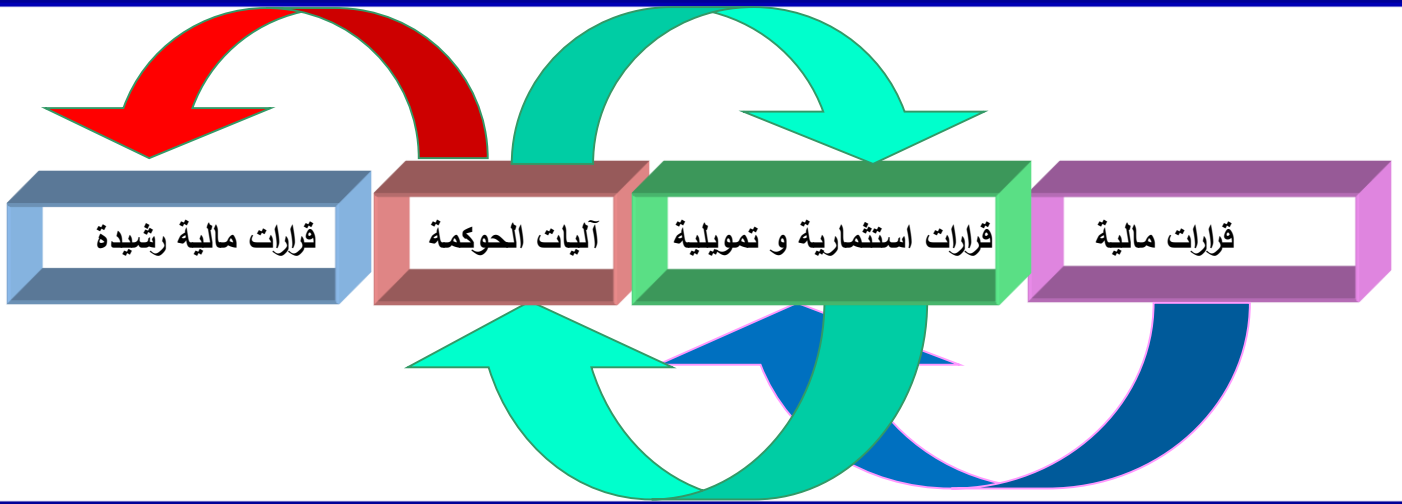 قرارات مالية
قرارات استثمارية و تمويلية
آليات الحوكمة
قرارات مالية رشيدة